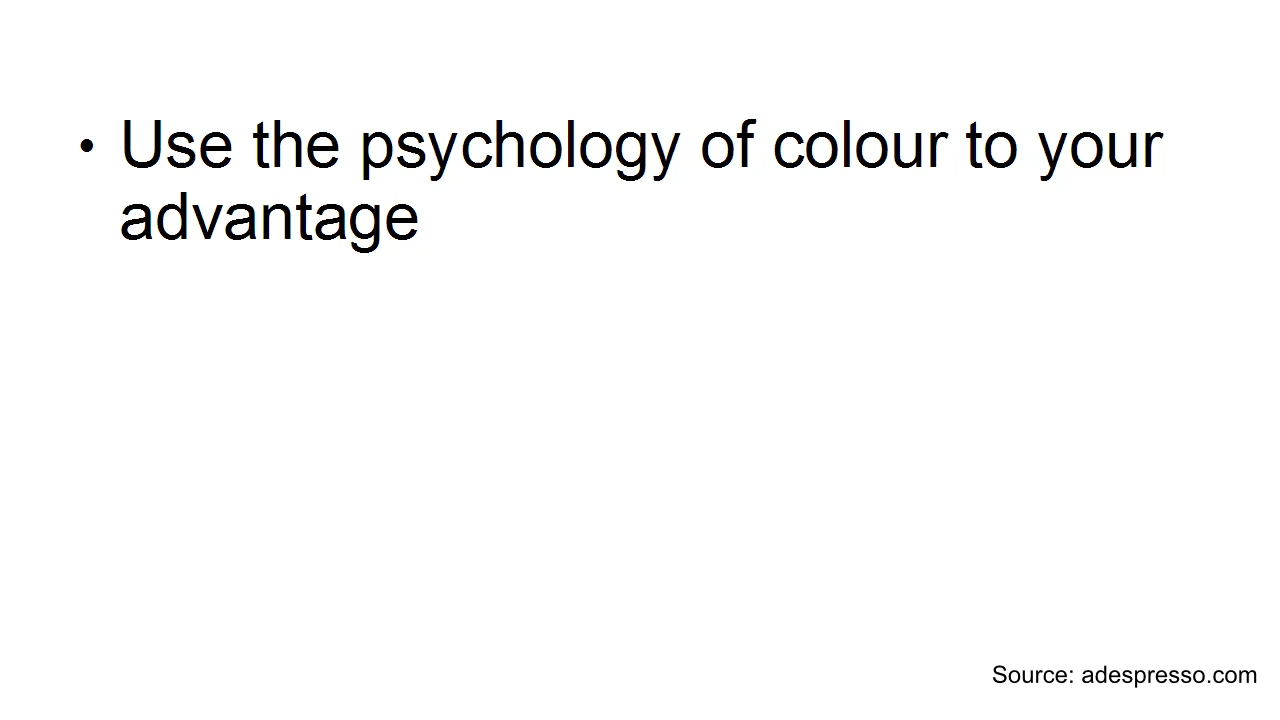 • Use the psychology of colour to your
advantage
Source: adespresso.com